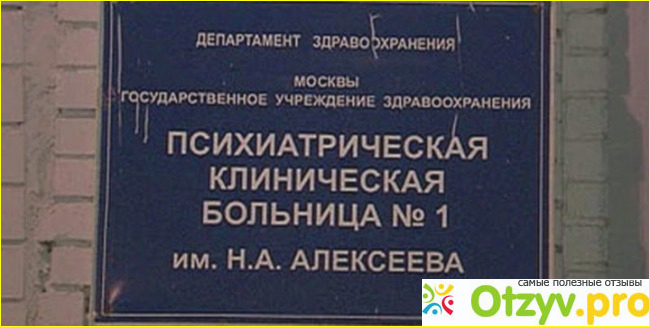 ДЕПАРТАМЕНТ ЗДРАВООХРАНЕНИЯ
МОСКВЫ
ГОСУДАРСТВЕННОЕ УЧРЕЖДЕНИЕ ЗДРАВООХРАНЕНИЯ
ПСИХИАТРИЧЕСКАЯ
КЛИНИЧЕСКАЯ
БОЛЬНИЦА № 1
им. Н.А. АЛЕКСЕЕВА
самые полезные отзывы
Otzyv.pro